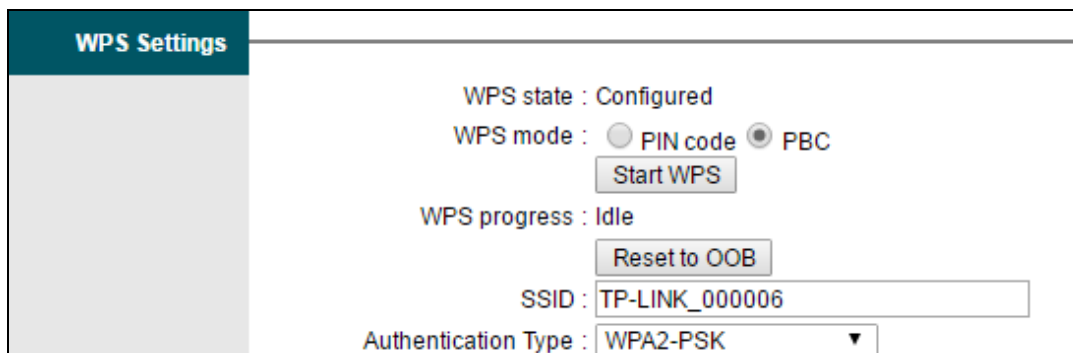 WPS Settings
WPS state : Configured
WPS mode : PIN code PBC
Start WPS
WPS progress : Idle
Reset to OOB
SSID : TP-LINK_000006
Authentication Type : WPA2-PSK